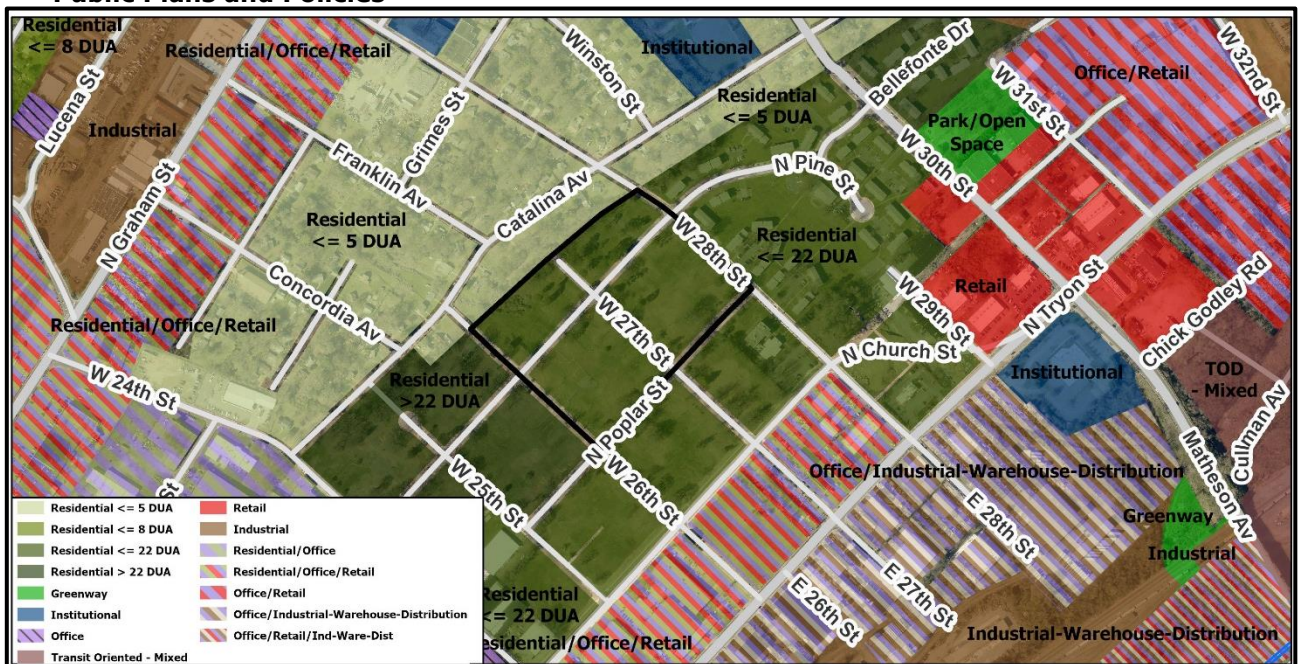 Public Plans and Policies
Residential
<= 8 DUA
Residential/Office/Retail
Winston St
Institutional
Bellefonte Dr
W 32nd St
Lucena St
Industrial
Grimes St
Residential
<= 5 DUA
W 31st St
Office/Retail
Park/Open
Space
Franklin Av
N Graham St
Catalina Av
N Pine St
W 30th St
Residential
<= 5 DUA
W 28th St
Residential
<= 22 DUA
Concordia Av
W 27th St
Retail
W 29th St
N Tryon St
Chick Godley Rd
Residential/Office/Retail
N Church St
Institutional
TOD
- Mixed
W 24th St
Residential
>22 DUA
N Poplar St
Cullman Av
Matheson Av
W 25th St
W 26th St
Office/Industrial-Warehouse-Distribution
E 28th St
Greenway
Industrial
E 27th St
E 26th St
St
Residential
<= 22 DUA
esidential/Office/Retail
Industrial-Warehouse-Distribution
Residential <= 5 DUA
Residential <= 8 DUA
Residential <= 22 DUA
Residential > 22 DUA
Greenway
Institutional
Office
Transit Oriented - Mixed
Retail
Industrial
Residential/Office
Residential/Office/Retail
Office/Retail
Office/Industrial-Warehouse-Distribution
Office/Retail/Ind-Ware-Dist